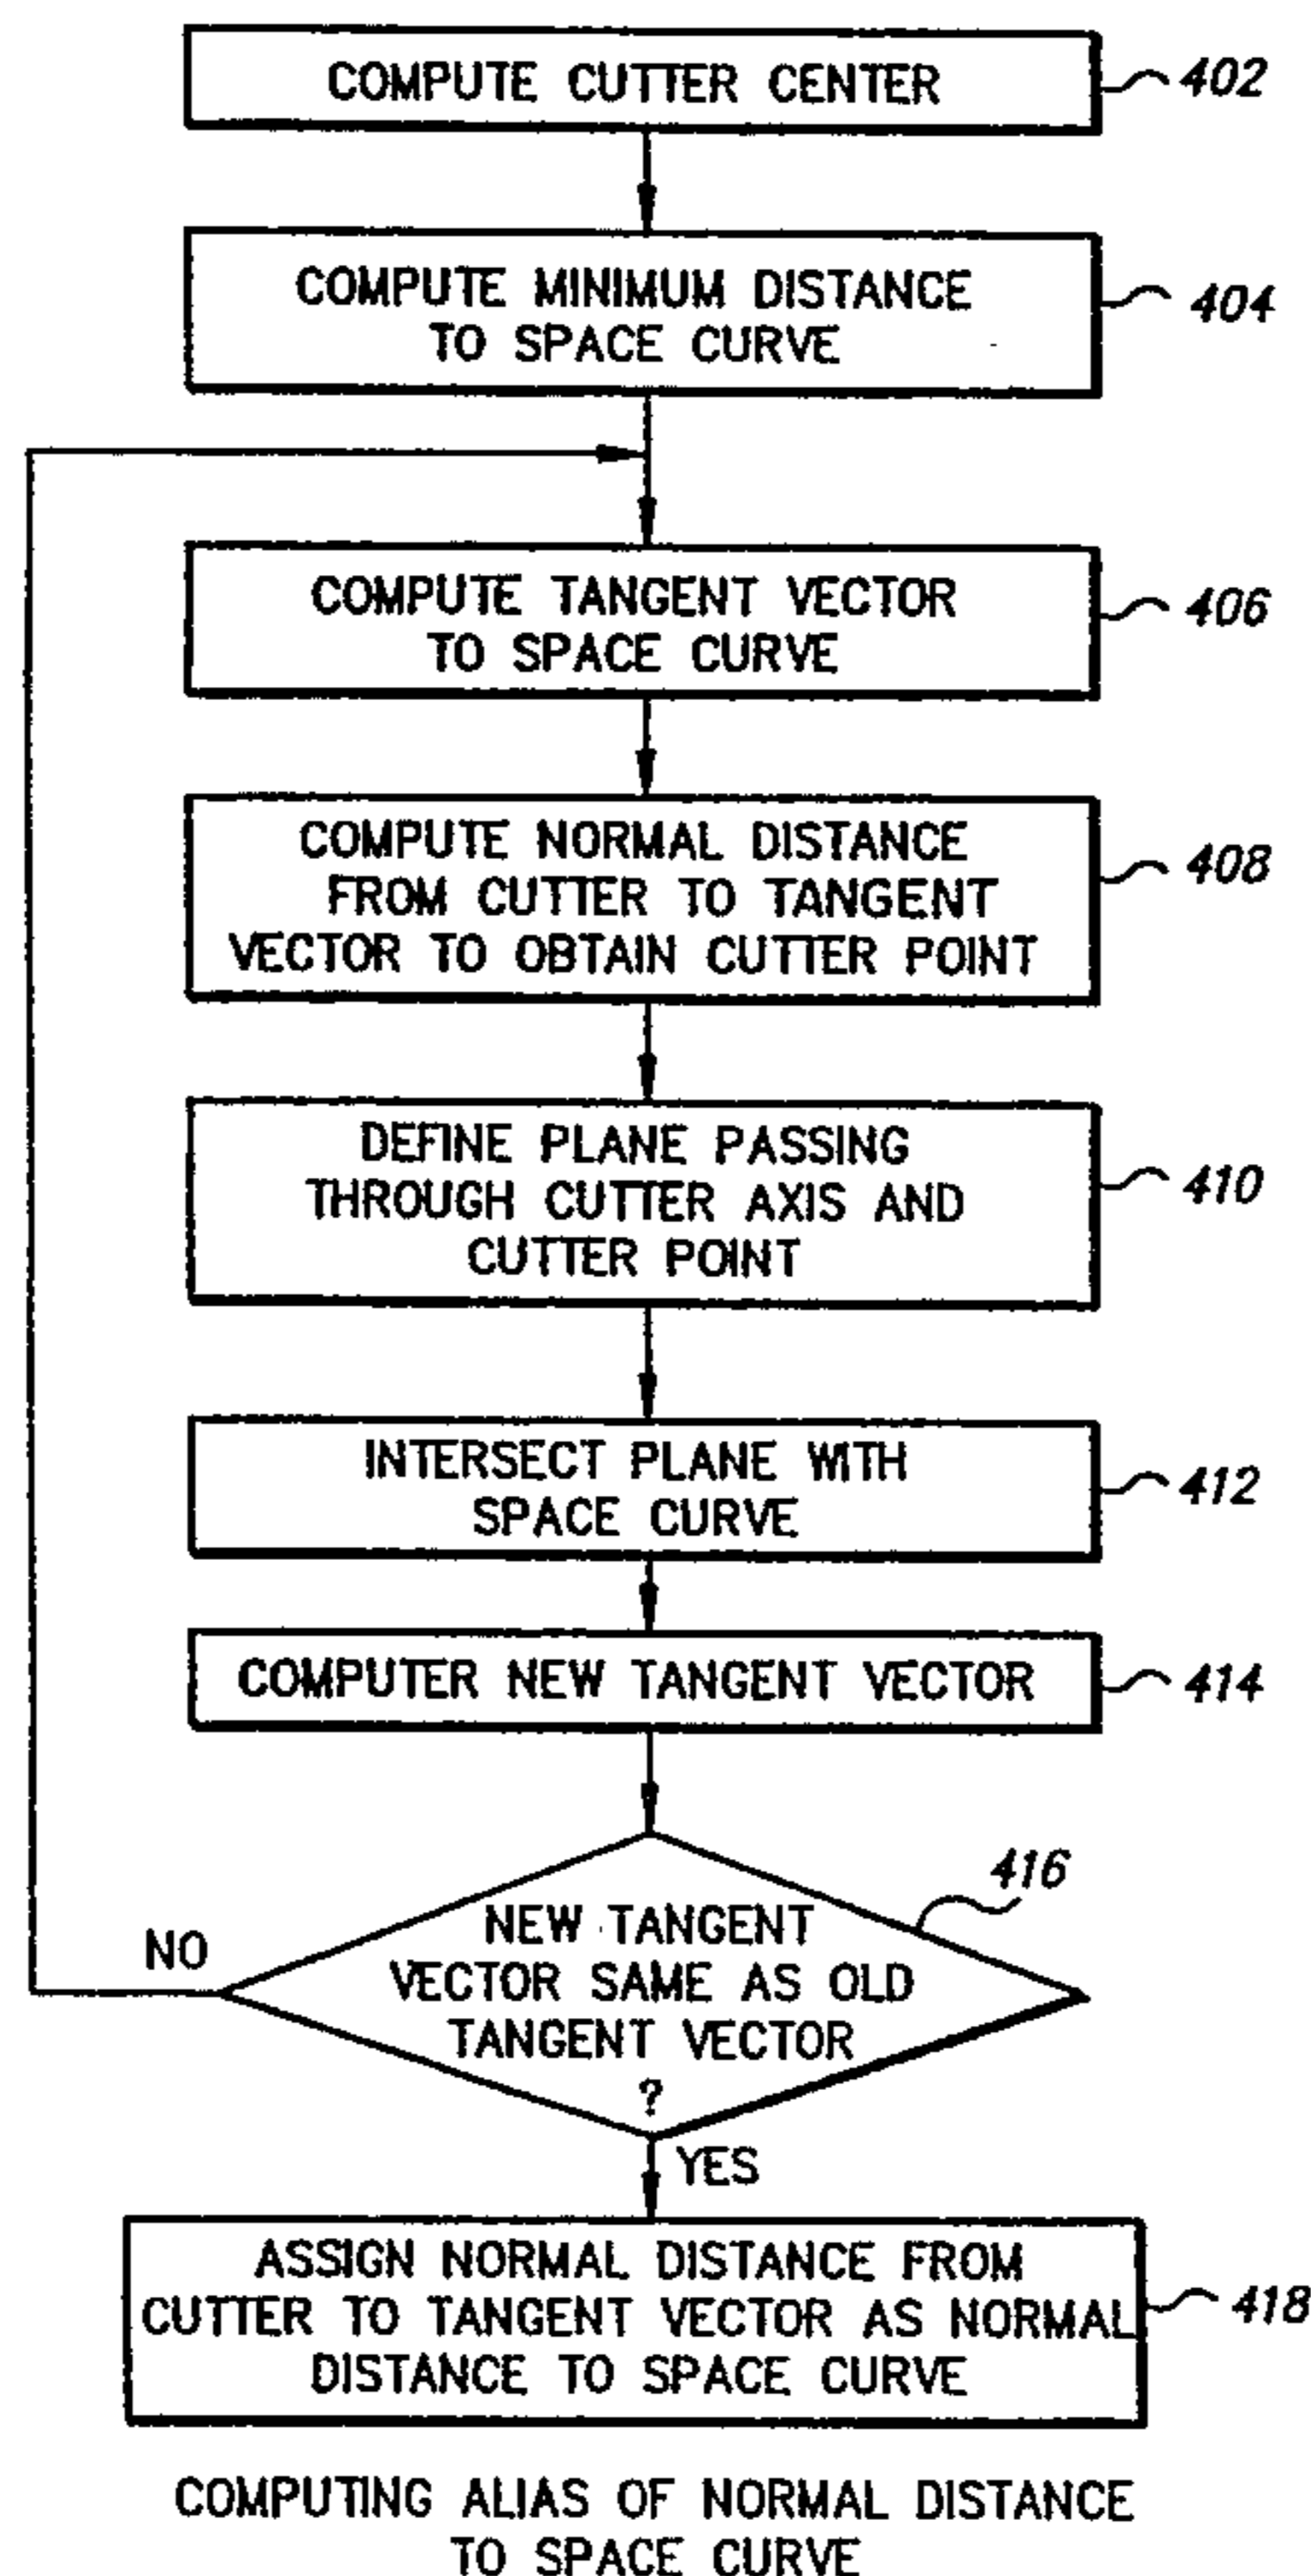 COMPUTE CUTTER CENTER
402
COMPUTE MINIMUM DISTANCE
TO SPACE CURVE
404
COMPUTE TANGENT VECTOR
TO SPACE CURVE
406
COMPUTE NORMAL DISTANCE
FROM CUTTER TO TANGENT
VECTOR TO OBTAIN CUTTER POINT
408
DEFINE PLANE PASSING
THROUGH CUTTER AXIS AND
CUTTER POINT
410
INTERSECT PLANE WITH
SPACE CURVE
412
COMPUTER NEW TANGENT VECTOR
414
416
NEW TANGENT
VECTOR SAME AS OLD
TANGENT VECTOR
?
NO
YES
ASSIGN NORMAL DISTANCE FROM
CUTTER TO TANGENT VECTOR AS NORMAL
DISTANCE TO SPACE CURVE
418
COMPUTING ALIAS OF NORMAL DISTANCE
TO SPACE CURVE